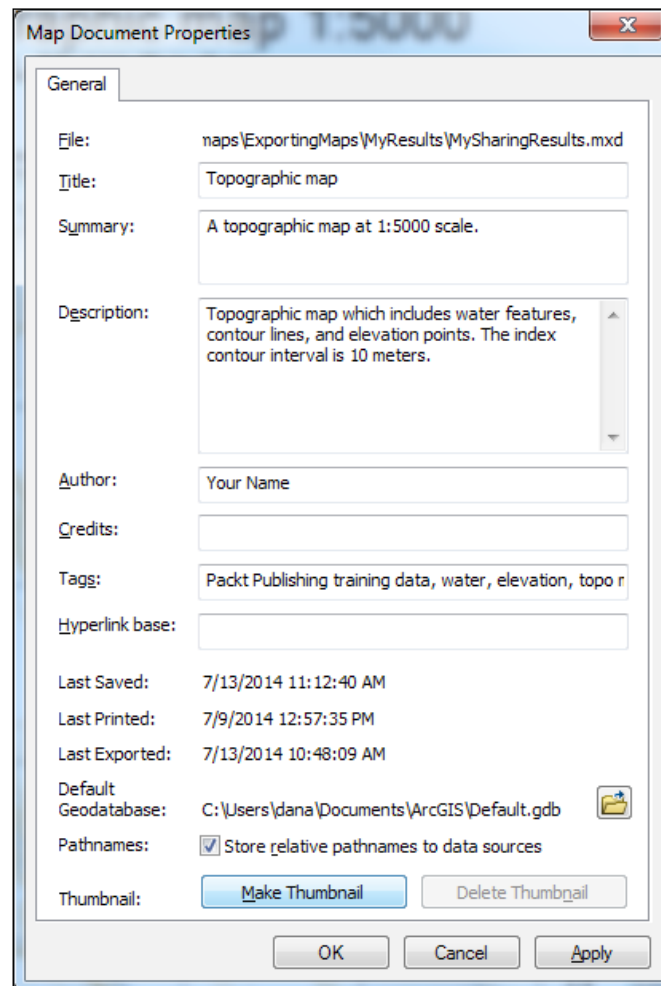 map 1:5000
Map Document Properties
General
File: naps\ExportingMaps\MyResults\MySharingResults.mxd
Title: Topographic map
Summary: A topographic map at 1:5000 scale.
Description: Topographic map which includes water features,
contour lines, and elevation points. The index
contour interval is 10 meters.
Author: Your Name
Credits:
Tags: Packt Publishing training data, water, elevation, topo
Hyperlink base:
Last Saved: 7/13/2014 11:12:40 AM
Last Printed: 7/9/2014 12:57:35 PM
Last Exported: 7/13/2014 10:48:09 AM
Default
Geodatabase: C:\Users\dana\Documents\ArcGIS\Default.gdb
Pathnames: Store relative pathnames to data sources
Thumbnail: Make Thumbnail Delete Thumbnail
OK Cancel Apply